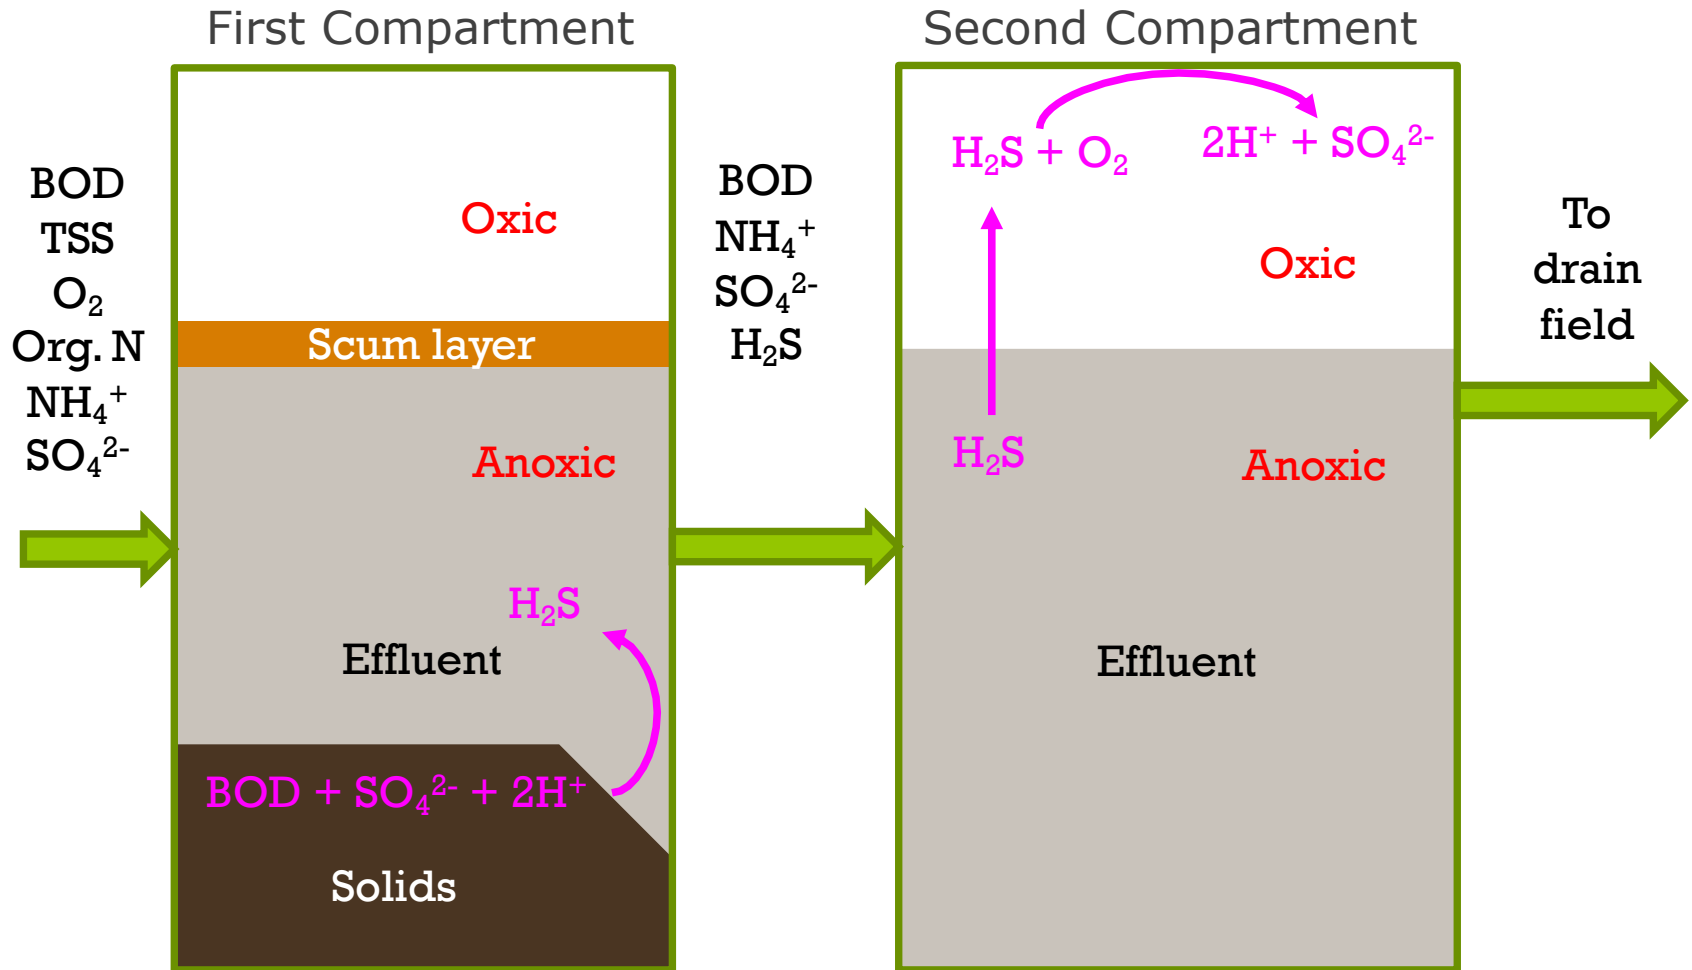 First Compartment
Second Compartment
BOD
TSS
O₂
Org. N
NH₄⁺
SO₄²⁻
Oxic
Scum layer
Anoxic
H₂S
Effluent
BOD + SO₄²⁻ + 2H⁺
Solids
BOD
NH₄⁺
SO₄²⁻
H₂S
H₂S + O₂
2H⁺ + SO₄²⁻
Oxic
H₂S
Anoxic
Effluent
To
drain
field